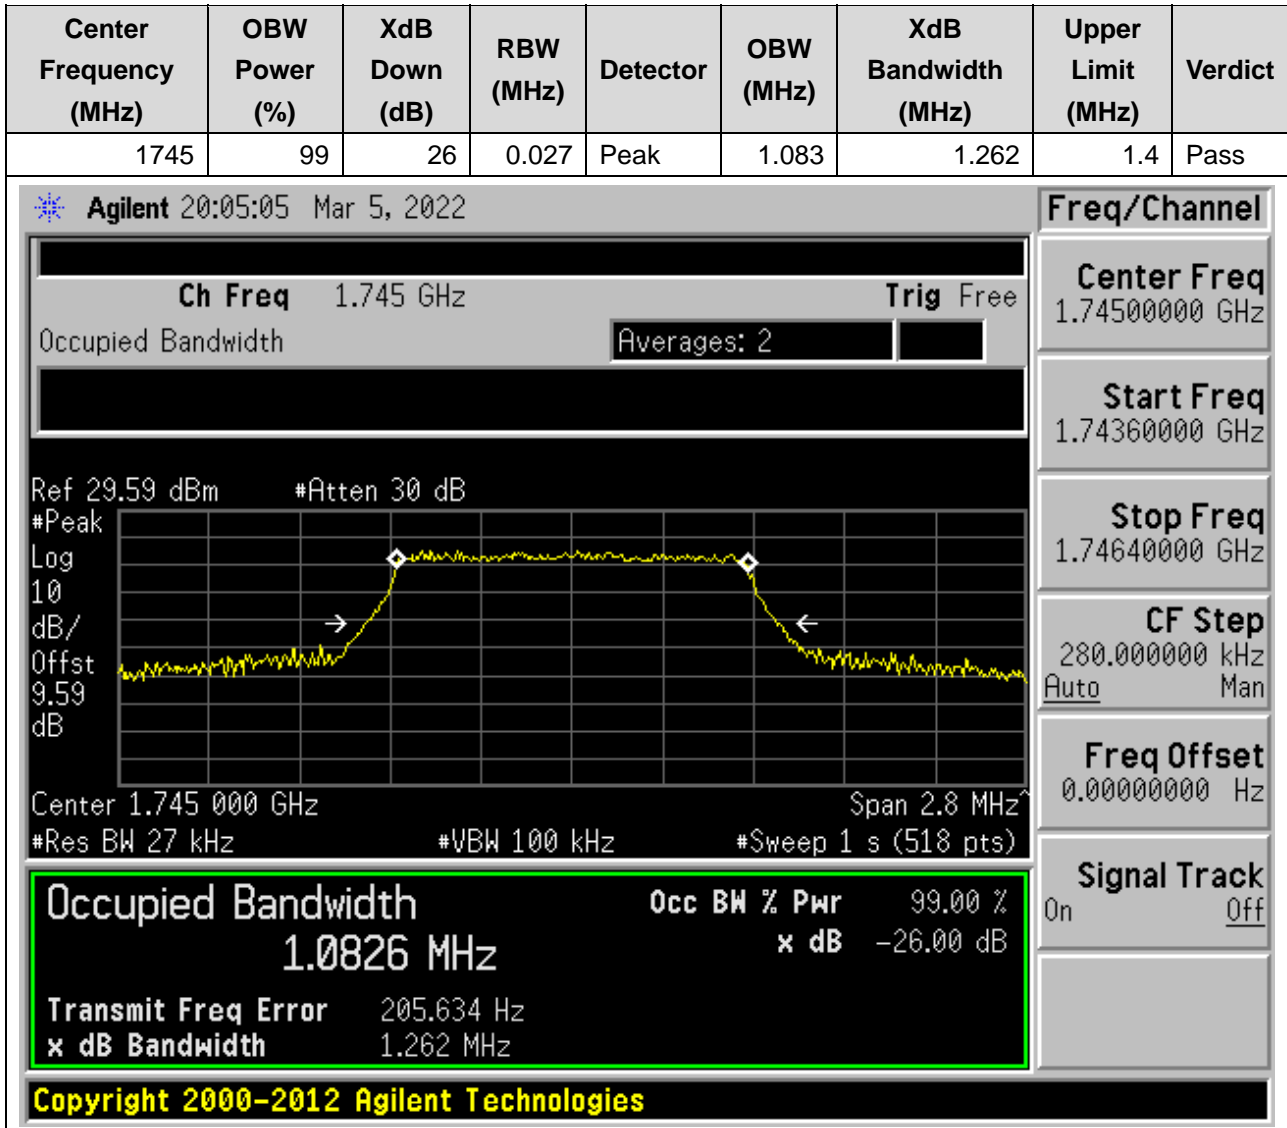 Center Frequency (MHz) OBW Power (%) XdB Down (dB) RBW (MHz) Detector OBW (MHz) XdB Bandwidth (MHz) Upper Limit (MHz) Verdict
1745 99 26 0.027 Peak 1.083 1.262 1.4 Pass
Agilent 20:05:05 Mar 5, 2022
Freq/Channel
Ch Freq 1.745 GHz Trig Free
Occupied Bandwidth Averages: 2
Center Freq
1.74500000 GHz
Start Freq
1.74360000 GHz
Stop Freq
1.74640000 GHz
CF Step
280.000000 kHz
Auto Man
Freq Offset
0.00000000 Hz
Signal Track
On Off
Ref 29.59 dBm #Atten 30 dB
#Peak
Log
10
dB/
Offst
9.59
dB
Center 1.745 000 GHz Span 2.8 MHz^
#Res BW 27 kHz #VBW 100 kHz #Sweep 1 s (518 pts)
Occupied Bandwidth Occ BW % Pwr 99.00 %
1.0826 MHz x dB -26.00 dB
Transmit Freq Error 205.634 Hz
x dB Bandwidth 1.262 MHz
Copyright 2000-2012 Agilent Technologies